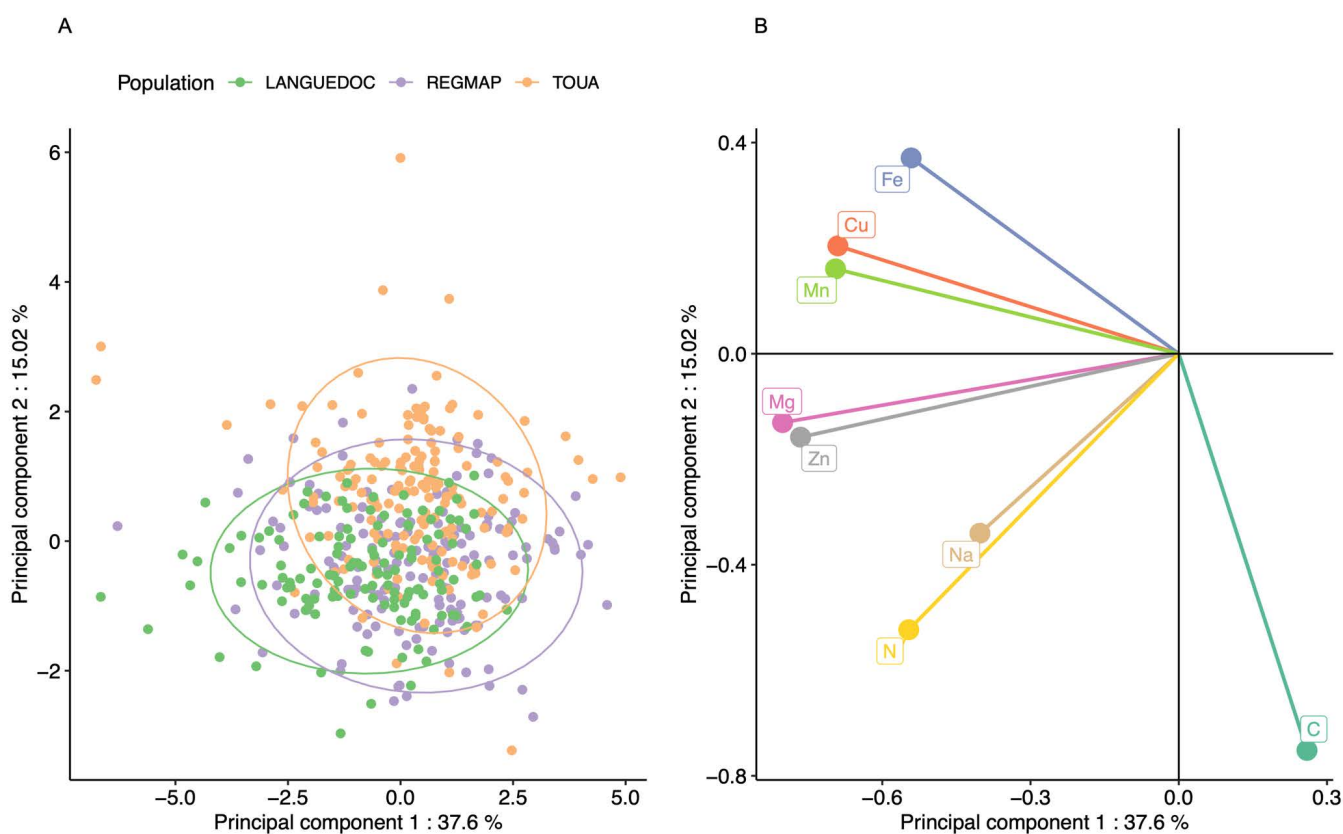 A
Population LANGUEDOC REGMAP TOUA
6
4
2
0
−2
−5.0 −2.5 0.0 2.5 5.0
Principal component 1 : 37.6 %
Principal component 2 : 15.02 %
B
0.4
0.0
−0.4
−0.8
Fe
Cu
Mn
Mg
Zn
Na
N
C
−0.6 −0.3 0.0 0.3
Principal component 1 : 37.6 %
Principal component 2 : 15.02 %